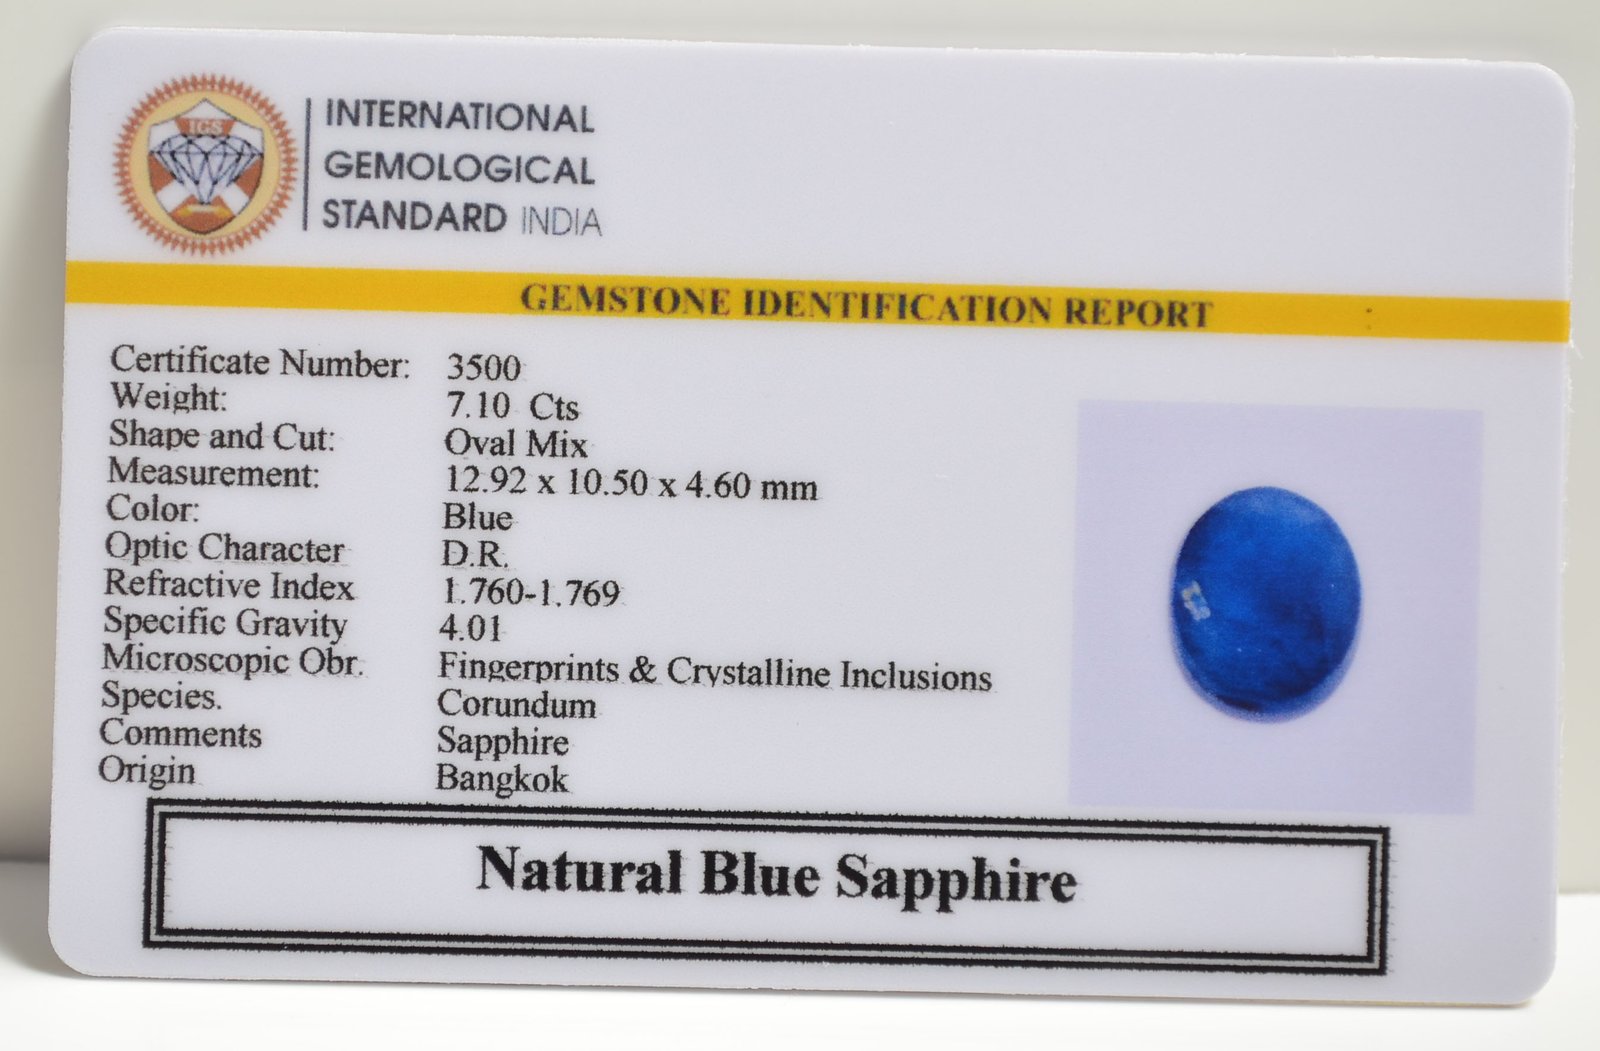 IGS
INTERNATIONAL
GEMOLOGICAL
STANDARD INDIA
GEMSTONE IDENTIFICATION REPORT :
Certificate Number: 3500
Weight: 7.10 Cts
Shape and Cut: Oval Mix
Measurement: 12.92 x 10.50 x 4.60 mm
Color: Blue
Optic Character D.R.
Refractive Index 1.760-1.769
Specific Gravity 4.01
Microscopic Obr. Fingerprints & Crystalline Inclusions
Species. Corundum
Comments Sapphire
Origin Bangkok
Natural Blue Sapphire